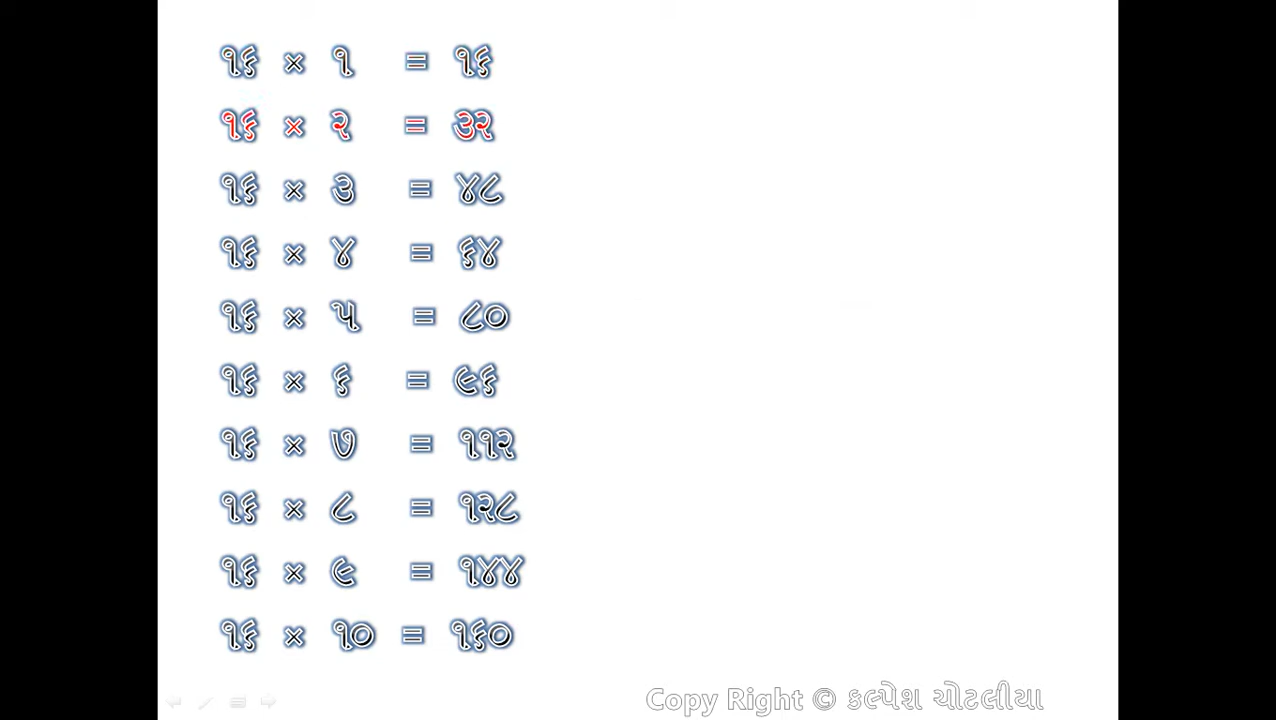 ૧૬ × ૧ = ૧૬
૧૬ × ૨ = ૩૨
૧૬ × ૩ = ૪૮
૧૬ × ૪ = ૬૪
૧૬ × ૫ = ૮૦
૧૬ × ૬ = ૯૬
૧૬ × ૭ = ૧૧૨
૧૬ × ૮ = ૧૨૮
૧૬ × ૯ = ૧૪૪
૧૬ × ૧૦ = ૧૬૦
Copy Right © કલ્પેશ ચોટલીયા